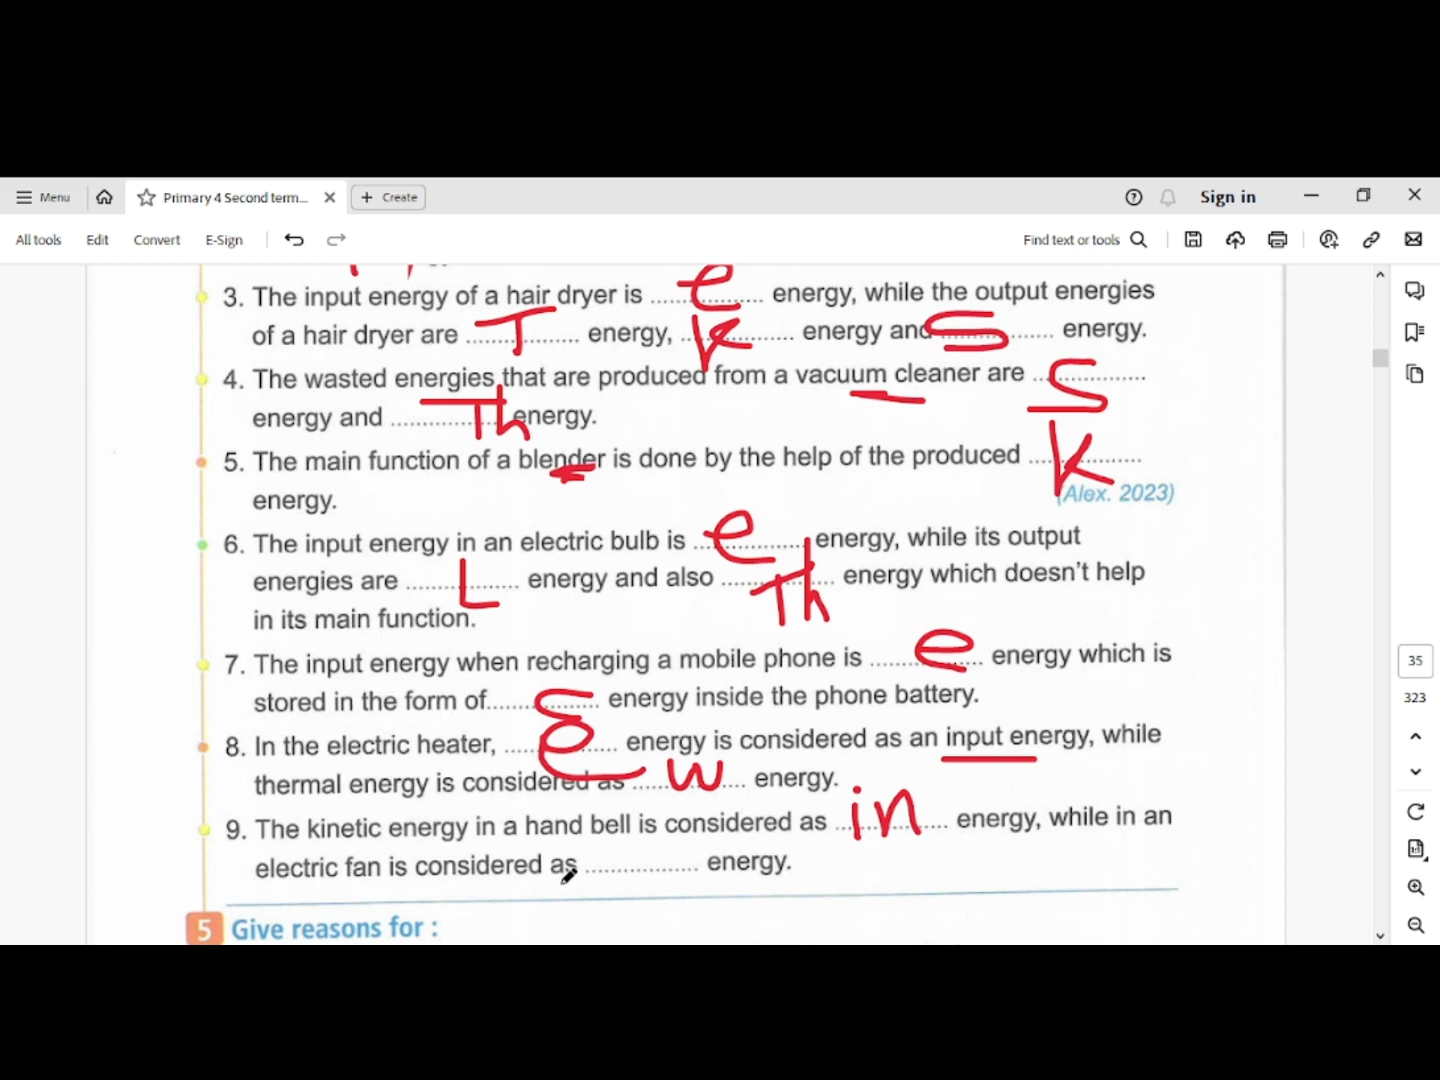 Menu
Primary 4 Second term...
Create
Sign in
All tools
Edit
Convert
E-Sign
Find text or tools
3. The input energy of a hair dryer is ....e.... energy, while the output energies
of a hair dryer are ....T.... energy, ....K.... energy and ....S.... energy.
4. The wasted energies that are produced from a vacuum cleaner are ....S....
energy and ....Th.... energy.
5. The main function of a blender is done by the help of the produced ....K....
energy.
(Alex. 2023)
6. The input energy in an electric bulb is ....e.... energy, while its output
energies are ....L.... energy and also ....Th.... energy which doesn't help
in its main function.
7. The input energy when recharging a mobile phone is ....e.... energy which is
stored in the form of........ energy inside the phone battery.
8. In the electric heater, ....e.... energy is considered as an input energy, while
thermal energy is considered as ....w.... energy.
9. The kinetic energy in a hand bell is considered as ....in.... energy, while in an
electric fan is considered as ................ energy.
5 Give reasons for :
35
323